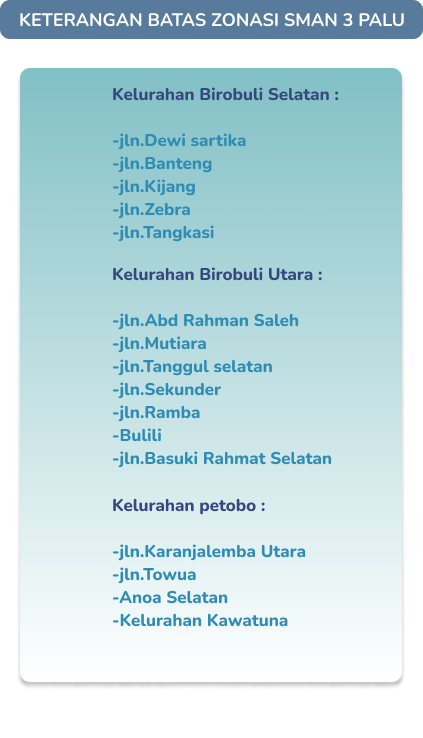 KETERANGAN BATAS ZONASI SMAN 3 PALU
Kelurahan Birobuli Selatan :
-jln.Dewi sartika
-jln.Banteng
-jln.Kijang
-jln.Zebra
-jln.Tangkasi
Kelurahan Birobuli Utara :
-jln.Abd Rahman Saleh
-jln.Mutiara
-jln.Tanggul selatan
-jln.Sekunder
-jln.Ramba
-Bulili
-jln.Basuki Rahmat Selatan
Kelurahan petobo :
-jln.Karanjalemba Utara
-jln.Towua
-Anoa Selatan
-Kelurahan Kawatuna